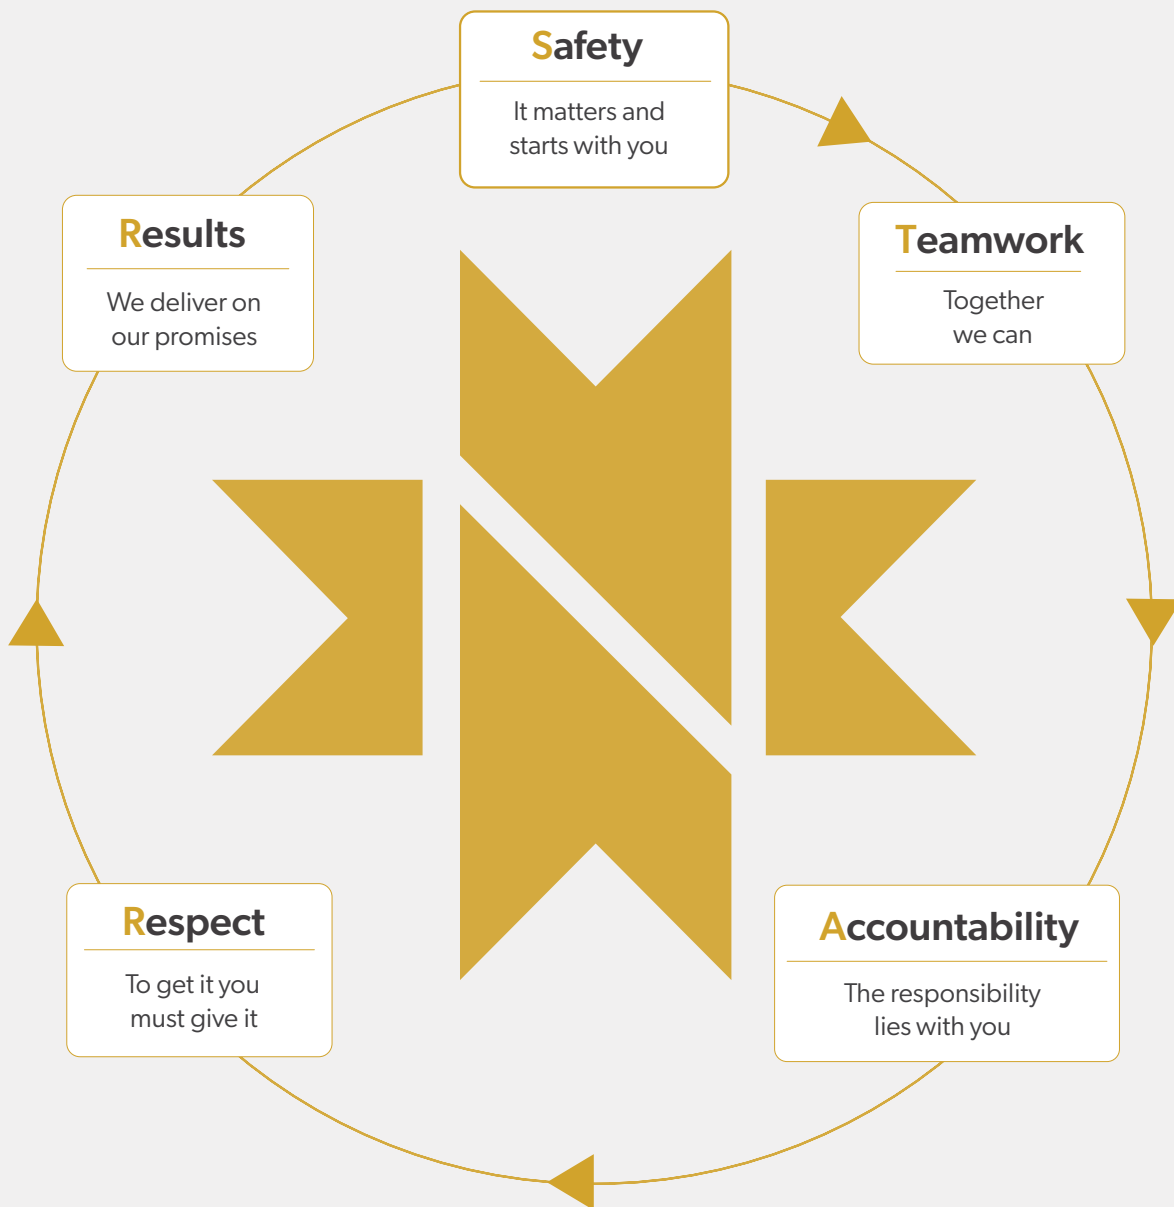 Safety
It matters and
starts with you
Teamwork
Together
we can
Accountability
The responsibility
lies with you
Respect
To get it you
must give it
Results
We deliver on
our promises